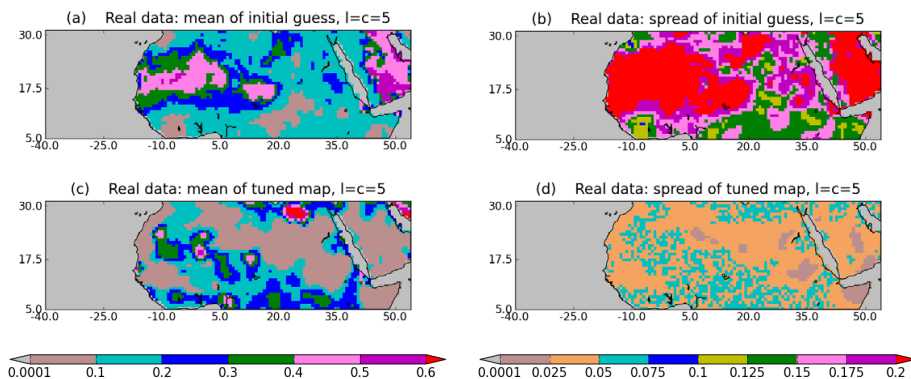 (a) Real data: mean of initial guess, l=c=5
30.0
17.5
5.0
-40.0 -25.0 -10.0 5.0 20.0 35.0 50.0
(b) Real data: spread of initial guess, l=c=5
30.0
17.5
5.0
-40.0 -25.0 -10.0 5.0 20.0 35.0 50.0
(c) Real data: mean of tuned map, l=c=5
30.0
17.5
5.0
-40.0 -25.0 -10.0 5.0 20.0 35.0 50.0
(d) Real data: spread of tuned map, l=c=5
30.0
17.5
5.0
-40.0 -25.0 -10.0 5.0 20.0 35.0 50.0
0.0001 0.1 0.2 0.3 0.4 0.5 0.6
0.0001 0.025 0.05 0.075 0.1 0.125 0.15 0.175 0.2